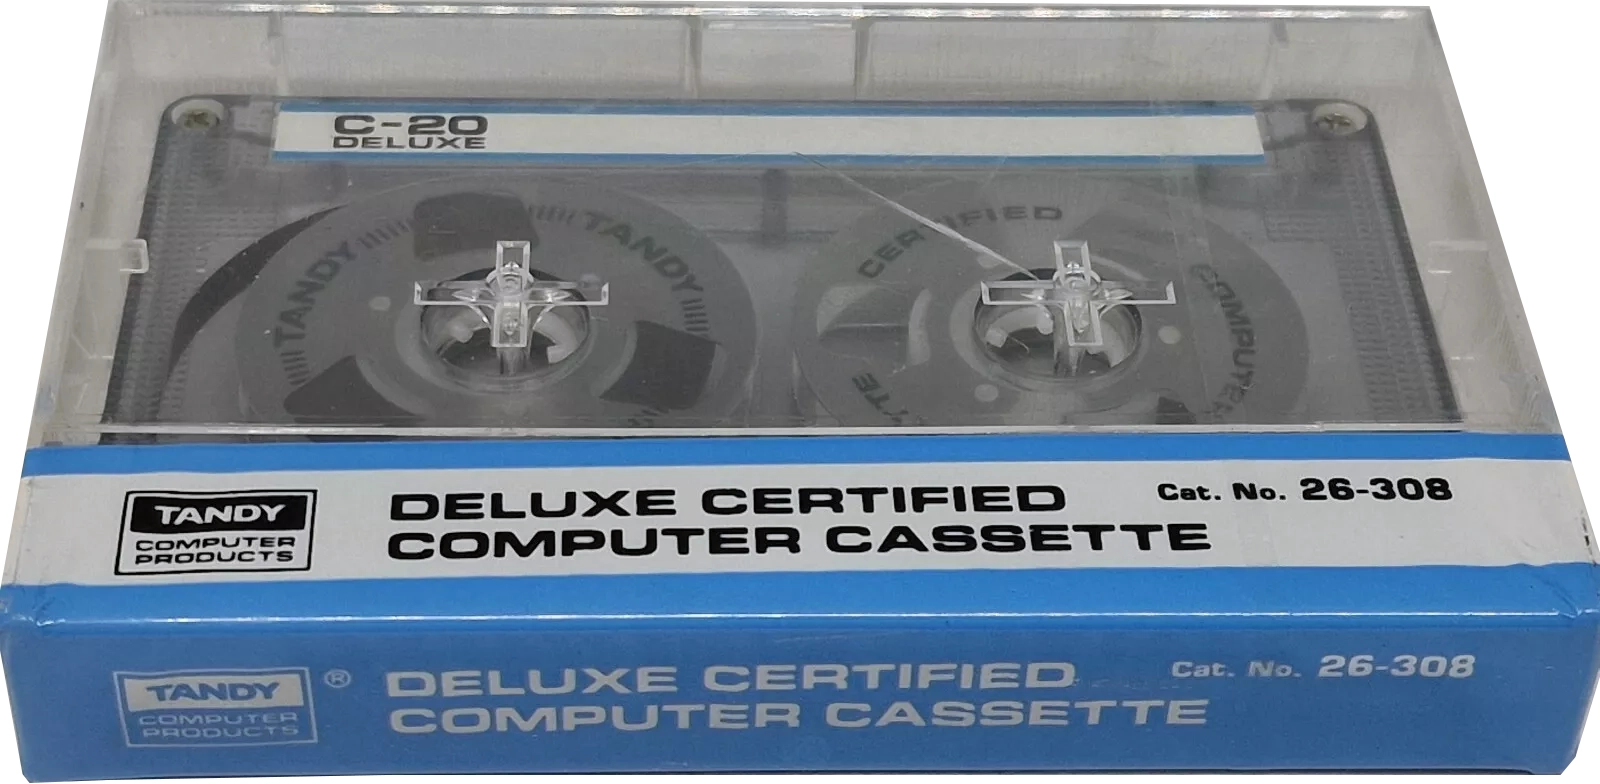 C-20
DELUXE
TANDY
TANDY
CERTIFIED
COMPUTER
TANDY
COMPUTER
PRODUCTS
DELUXE CERTIFIED
COMPUTER CASSETTE
Cat. No. 26-308
TANDY
COMPUTER
PRODUCTS
®
DELUXE CERTIFIED
COMPUTER CASSETTE
Cat. No. 26-308